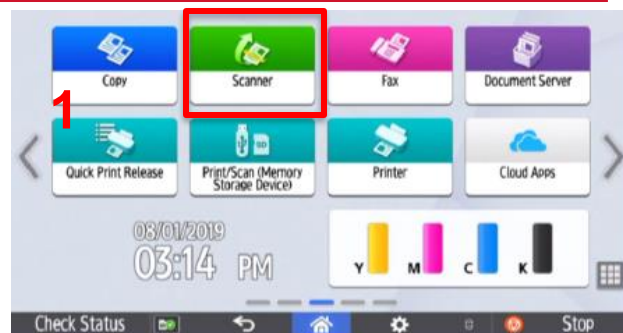 Copy
Scanner
Fax
Document Server
1
Quick Print Release
Print/Scan (Memory
Storage Device)
Printer
Cloud Apps
08/01/2019
03:14 PM
Y M C K
Check Status
Stop